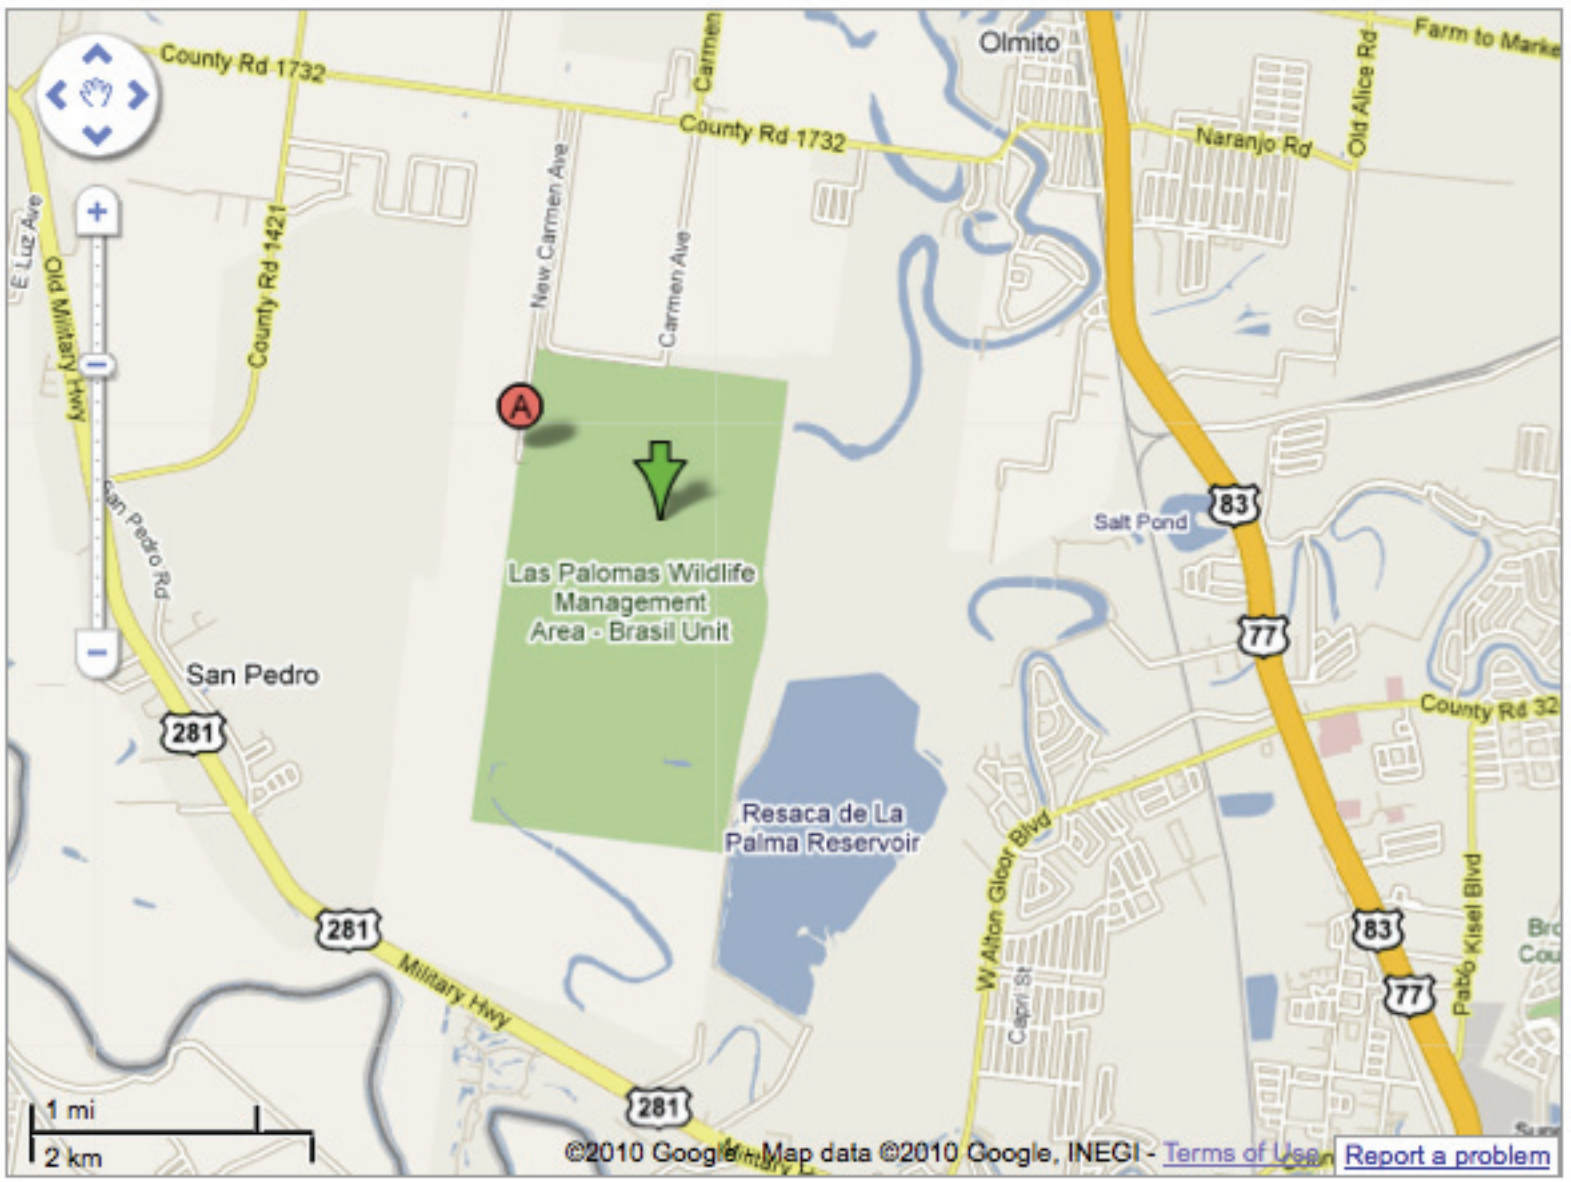 Olmito
Farm to Marke
County Rd 1732
Carmen
Old Alice Rd
County Rd 1732
Naranjo Rd
E Luz Ave
New Carmen Ave
County Rd 1421
Carmen Ave
Old Military Hwy
+
−
A
San Pedro Rd
83
Salt Pond
Las Palomas Wildlife
Management
Area - Brasil Unit
77
−
San Pedro
281
County Rd 32
Resaca de La
Palma Reservoir
W Alton Gloor Blvd
Pablo Kisel Blvd
281
83
Bro
Cou
Military Hwy
Capri St
77
281
1 mi
2 km
©2010 Google - Map data ©2010 Google, INEGI - Terms of Use
Report a problem